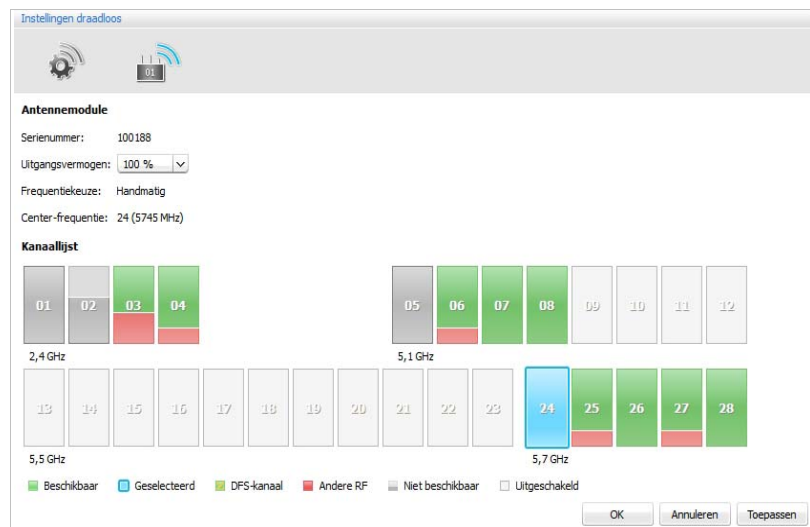 Instellingen draadloos
01
Antennemodule
Serienummer: 100188
Uitgangsvermogen: 100 %
Frequentiekeuze: Handmatig
Center-frequentie: 24 (5745 MHz)
Kanaallijst
01 02 03 04 05 06 07 08 09 10 11 12
2,4 GHz 5,1 GHz
13 14 15 16 17 18 19 20 21 22 23 24 25 26 27 28
5,5 GHz 5,7 GHz
Beschikbaar Geselecteerd DFS-kanaal Andere RF Niet beschikbaar Uitgeschakeld
OK Annuleren Toepassen